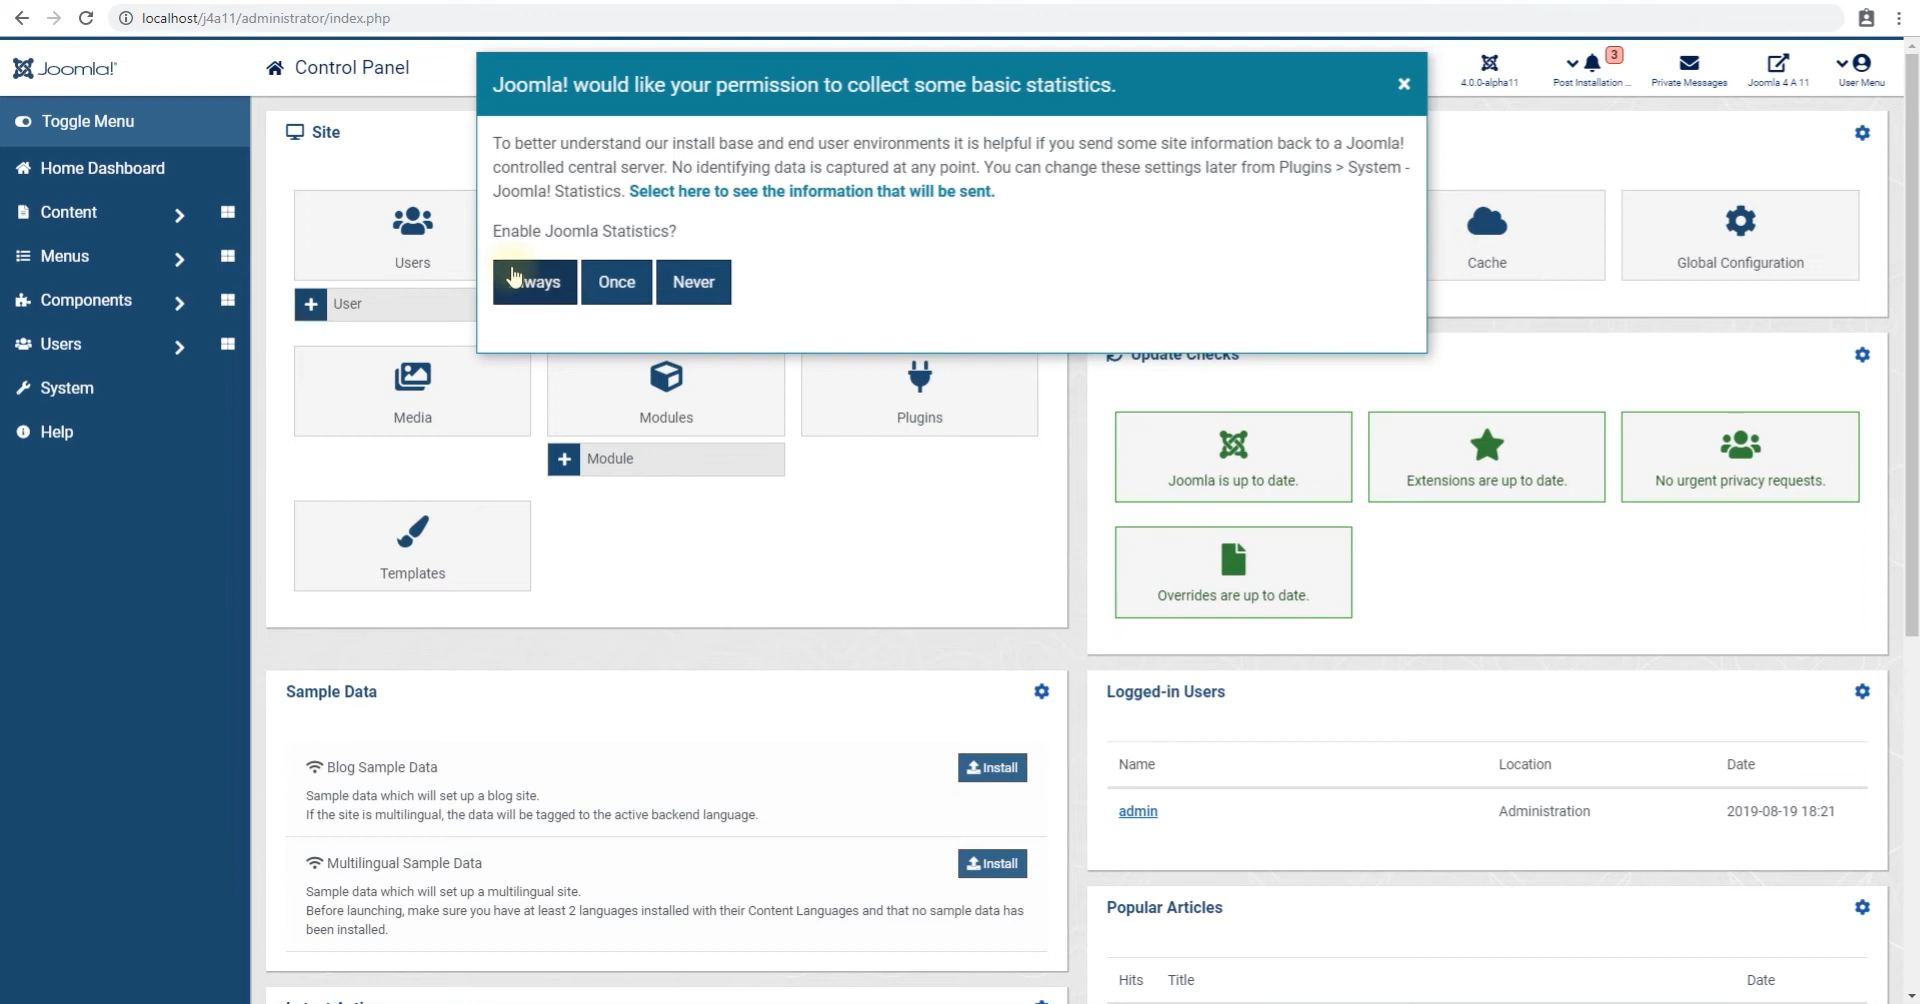 localhost/j4a11/administrator/index.php
Joomla!
Control Panel
Joomla! would like your permission to collect some basic statistics.
4.0.0-alpha11
3
Post Installation ...
Private Messages
Joomla 4 A 11
User Menu
Toggle Menu
Home Dashboard
Content
Menus
Components
Users
System
Help
To better understand our install base and end user environments it is helpful if you send some site information back to a Joomla!
controlled central server. No identifying data is captured at any point. You can change these settings later from Plugins > System -
Joomla! Statistics. Select here to see the information that will be sent.
Enable Joomla Statistics?
ways
Once
Never
Site
Users
User
Media
Modules
Plugins
Module
Templates
Cache
Global Configuration
Update Checks
Joomla is up to date.
Extensions are up to date.
No urgent privacy requests.
Overrides are up to date.
Sample Data
Blog Sample Data
Install
Sample data which will set up a blog site.
If the site is multilingual, the data will be tagged to the active backend language.
Multilingual Sample Data
Install
Sample data which will set up a multilingual site.
Before launching, make sure you have at least 2 languages installed with their Content Languages and that no sample data has
been installed.
Logged-in Users
Name Location Date
admin Administration 2019-08-19 18:21
Popular Articles
Hits Title Date